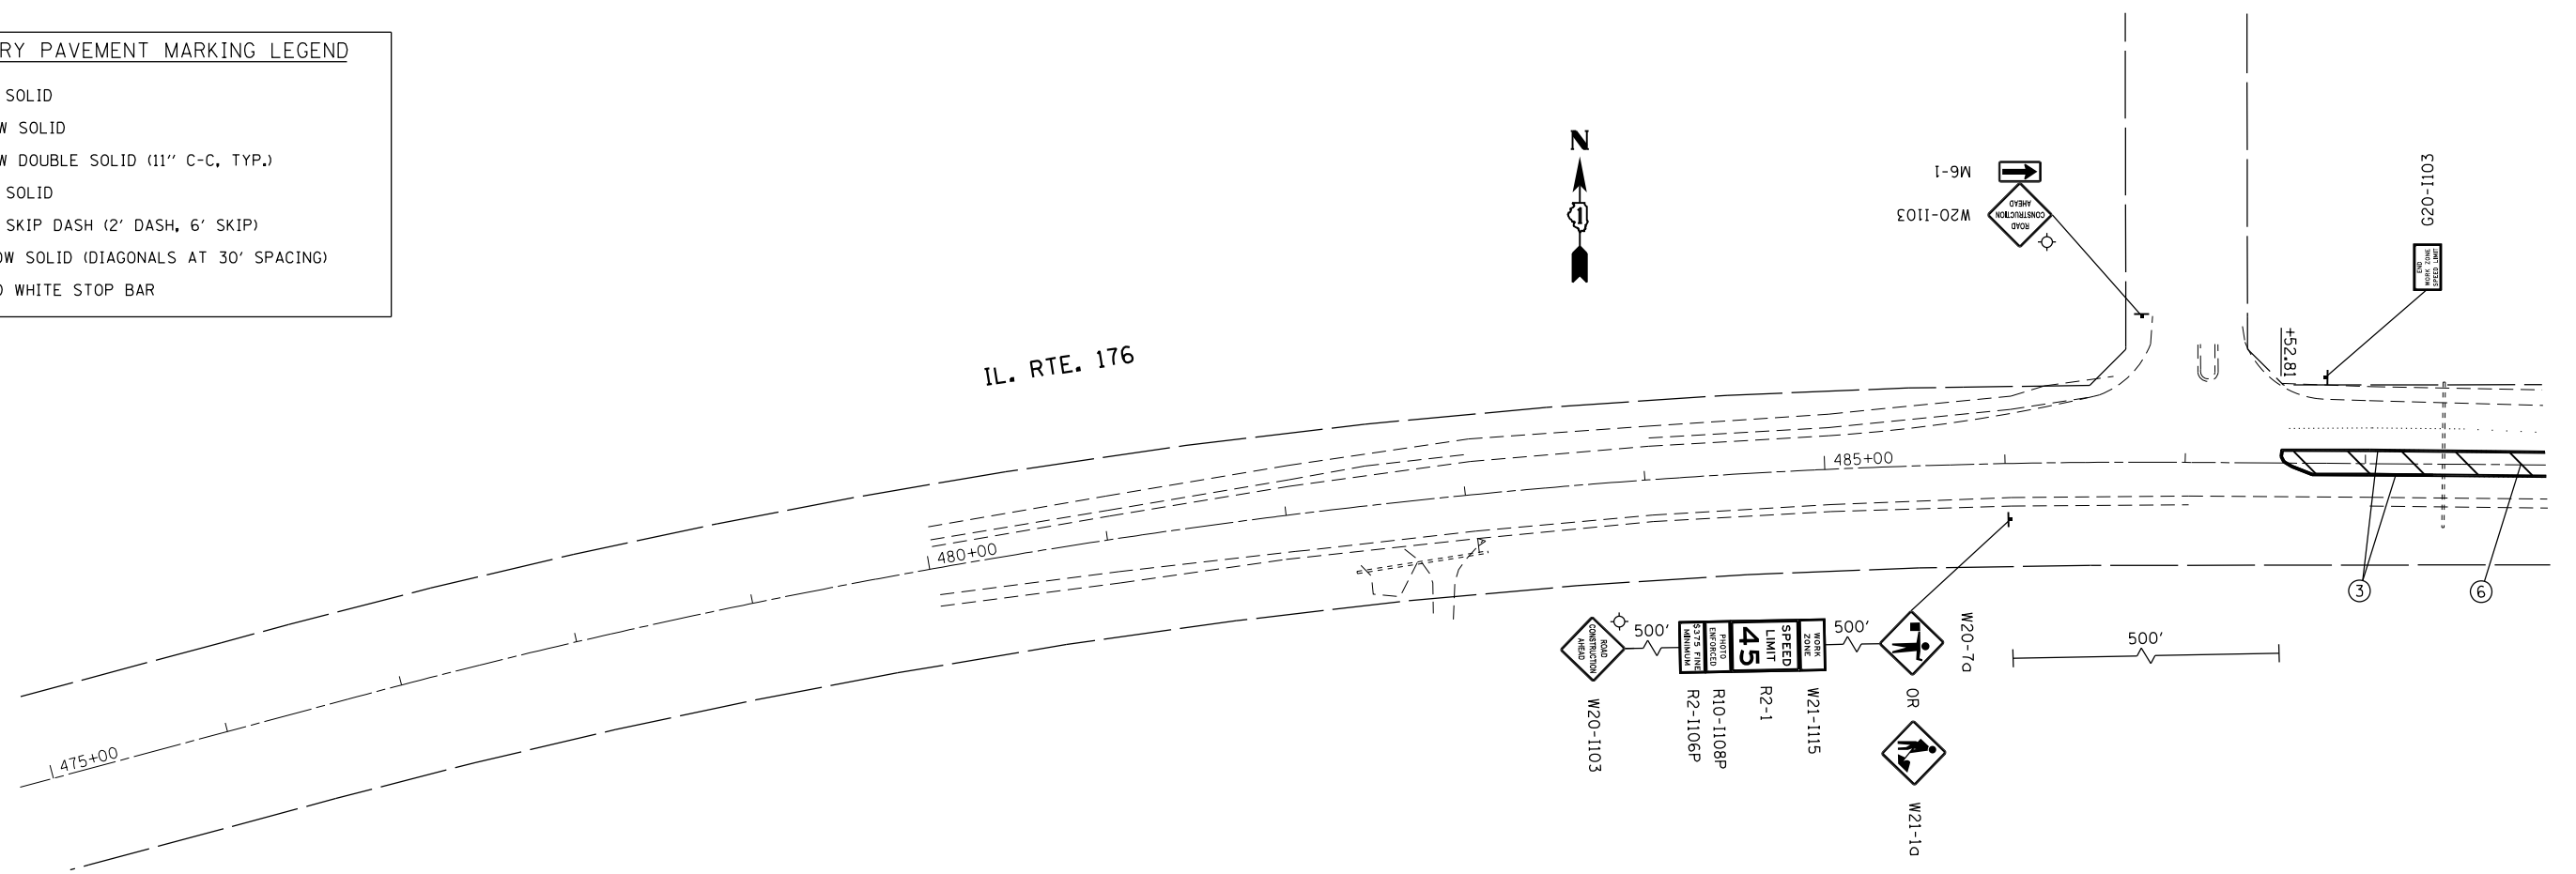 RY PAVEMENT MARKING LEGEND
SOLID
W SOLID
W DOUBLE SOLID (11" C-C, TYP.)
SOLID
SKIP DASH (2' DASH, 6' SKIP)
OW SOLID (DIAGONALS AT 30' SPACING)
D WHITE STOP BAR
N
1
IL. RTE. 176
M6-1
W20-I103
ROAD
CONSTRUCTION
AHEAD
G20-I103
END
WORK ZONE
SPEED LIMIT
+52.81
475+00
480+00
485+00
3
6
ROAD
CONSTRUCTION
AHEAD
W20-I103
500'
WORK
ZONE
SPEED
LIMIT
45
PHOTO
ENFORCED
$375 FINE
MINIMUM
W21-I115
R2-1
R10-I108P
R2-I106P
500'
W20-7a
OR
W21-1a
500'